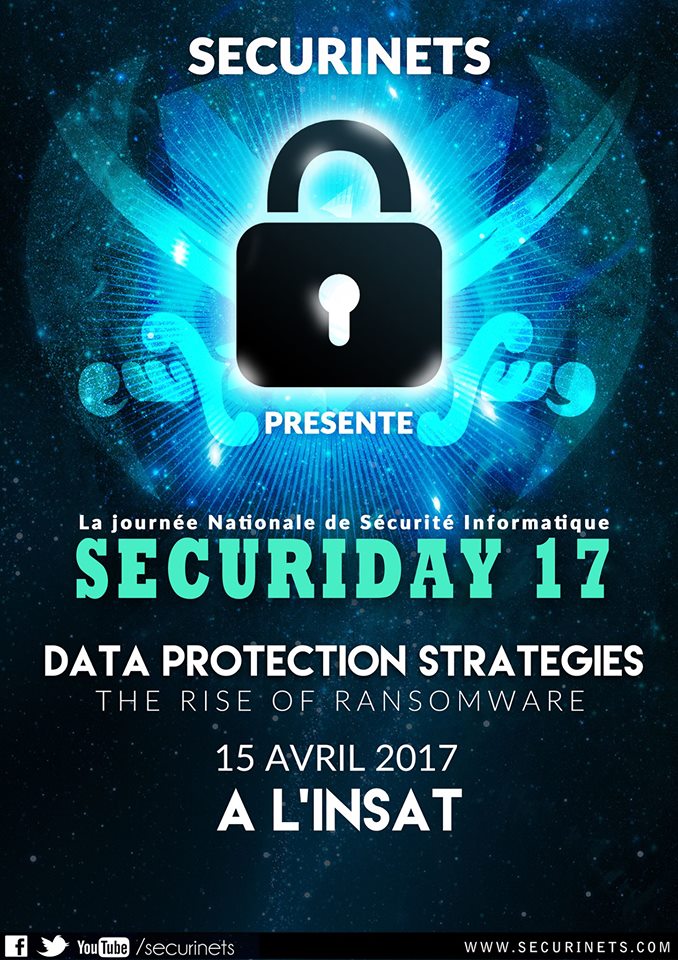 SECURINETS
PRESENTE
La journée Nationale de Sécurité Informatique
SECURIDAY 17
DATA PROTECTION STRATEGIES
THE RISE OF RANSOMWARE
15 AVRIL 2017
A L'INSAT
f YouTube /securinets
WWW.SECURINETS.COM